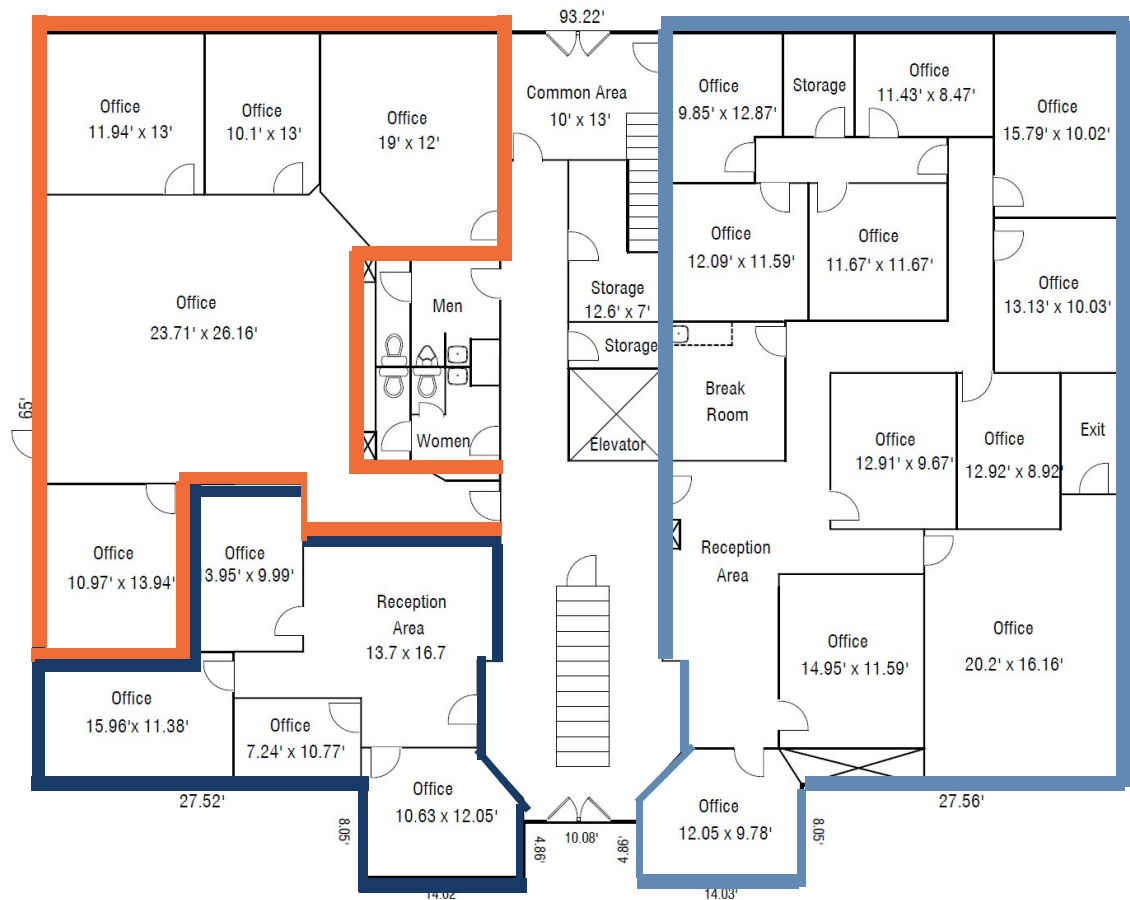 93.22'
Office
11.94' x 13'
Office
10.1' x 13'
Office
19' x 12'
Common Area
10' x 13'
Office
9.85' x 12.87'
Storage
Office
11.43' x 8.47'
Office
15.79' x 10.02'
Office
12.09' x 11.59'
Office
11.67' x 11.67'
Office
13.13' x 10.03'
Office
23.71' x 26.16'
Men
Storage
12.6' x 7'
Storage
Break
Room
65'
Women
Elevator
Office
12.91' x 9.67'
Office
12.92' x 8.92'
Exit
Office
10.97' x 13.94'
Office
3.95' x 9.99'
Reception
Area
13.7 x 16.7
Reception
Area
Office
14.95' x 11.59'
Office
20.2' x 16.16'
Office
15.96'x 11.38'
Office
7.24' x 10.77'
Office
10.63 x 12.05'
Office
12.05 x 9.78'
27.52'
27.56'
8.05'
4.86'
10.08'
4.98'
8.05'
14.02'
14.03'